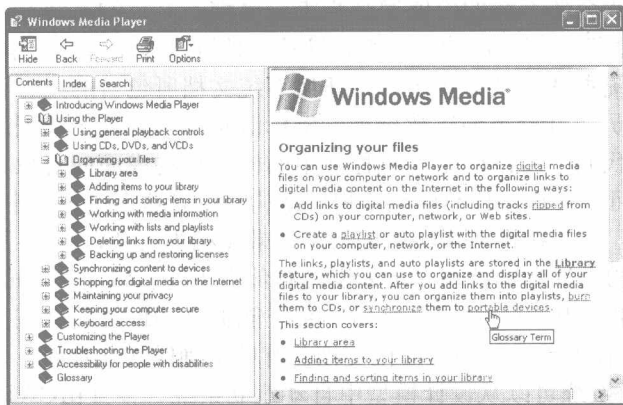 Windows Media Player
Hide Back Forward Print Options
Contents Index Search
Introducing Windows Media Player
Using the Player
Using general playback controls
Using CDs, DVDs, and VCDs
Organizing your files
Library area
Adding items to your library
Finding and sorting items in your library
Working with media information
Working with lists and playlists
Deleting links from your library
Backing up and restoring licenses
Synchronizing content to devices
Shopping for digital media on the Internet
Maintaining your privacy
Keeping your computer secure
Keyboard access
Customizing the Player
Troubleshooting the Player
Accessibility for people with disabilities
Glossary
Windows Media®
Organizing your files
You can use Windows Media Player to organize digital media
files on your computer or network and to organize links to
digital media content on the Internet in the following ways:
• Add links to digital media files (including tracks ripped from
CDs) on your computer, network, or Web sites.
• Create a playlist or auto playlist with the digital media files
on your computer, network, or the Internet.
The links, playlists, and auto playlists are stored in the Library
feature, which you can use to organize and display all of your
digital media content. After you add links to the digital media
files to your library, you can organize them into playlists, burn
them to CDs, or synchronize them to portable devices.
Glossary Term
This section covers:
• Library area
• Adding items to your library
• Finding and sorting items in your library